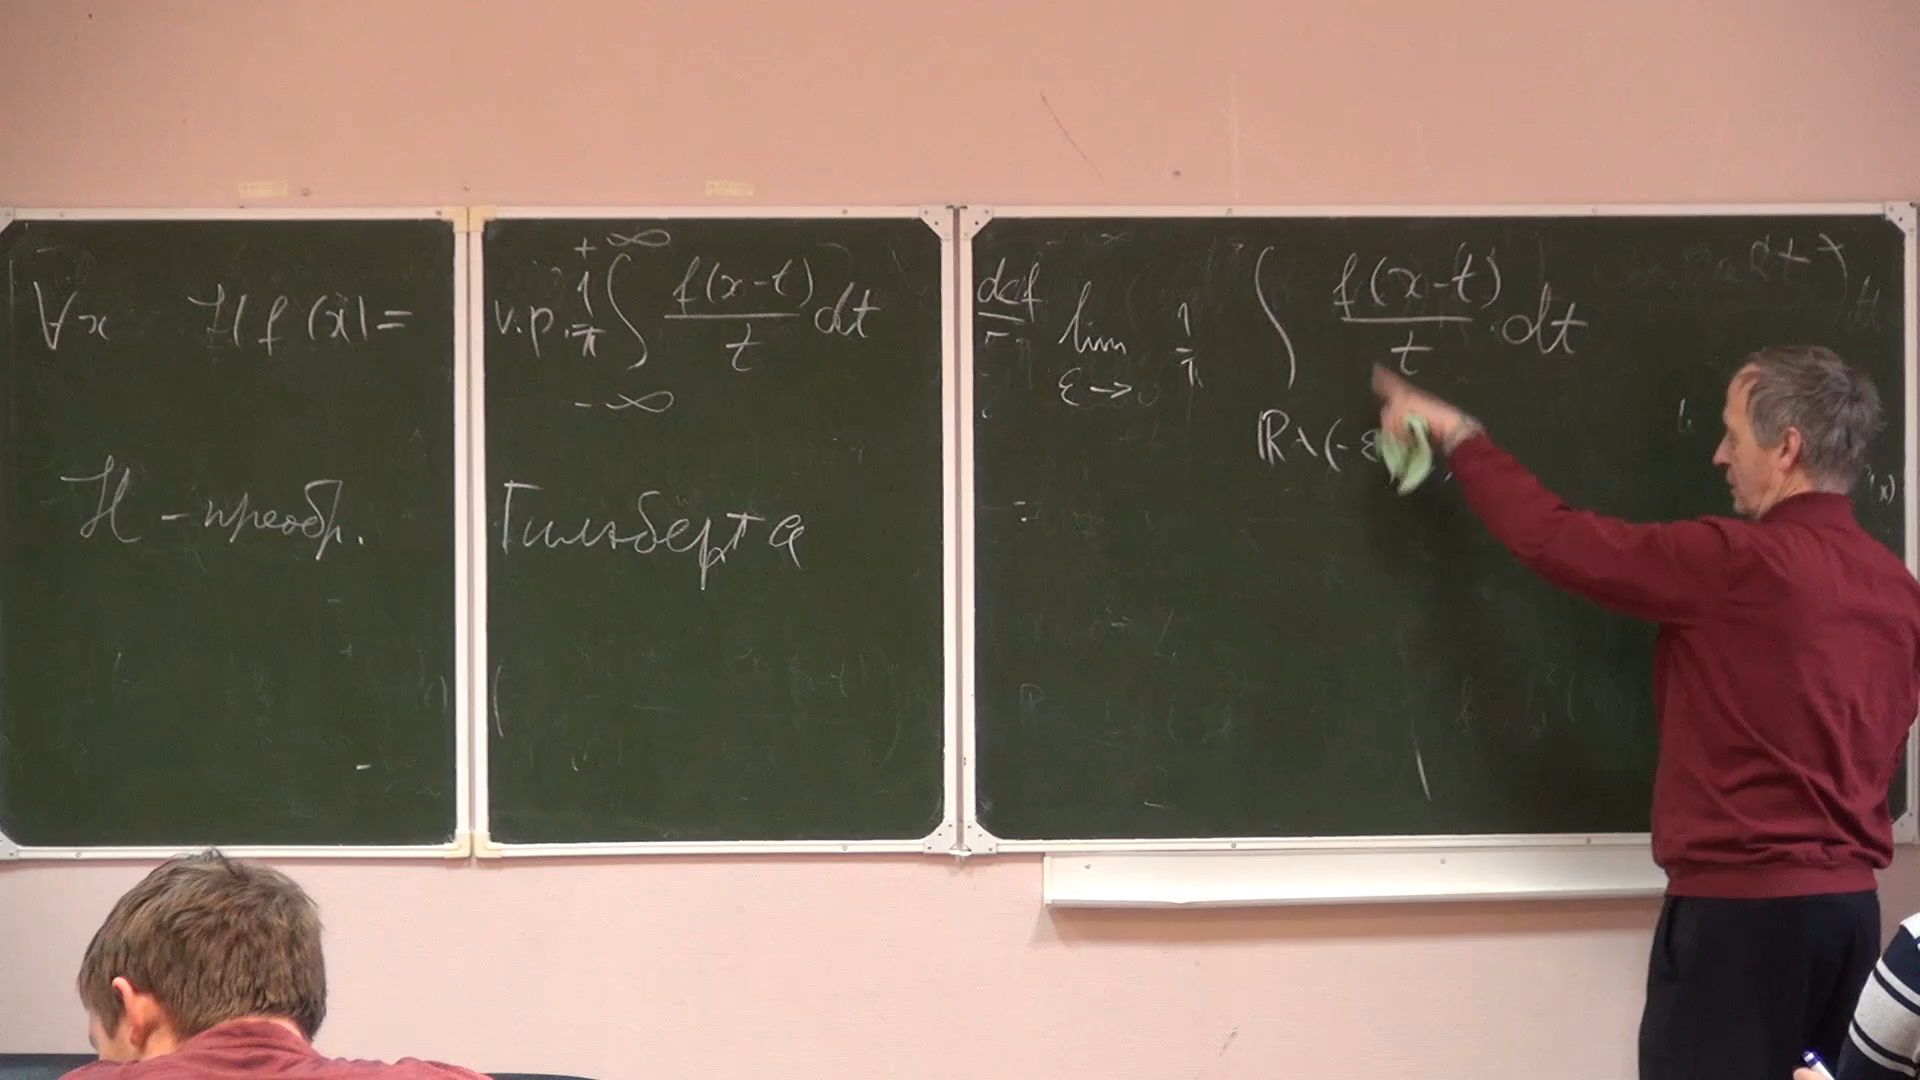 ∀x Hf(x)= v.p. 1/π ∫_{-∞}^{+∞} f(x-t)/t dt def= lim_{ε→0} 1/π ∫_{ℝ\(-ε f(x-t)/t · dt
H - преобр. Гильберта =